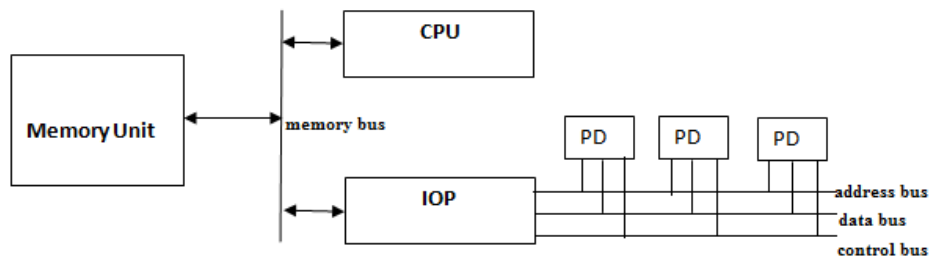 CPU
Memory Unit
memory bus
PD PD PD
IOP
address bus
data bus
control bus